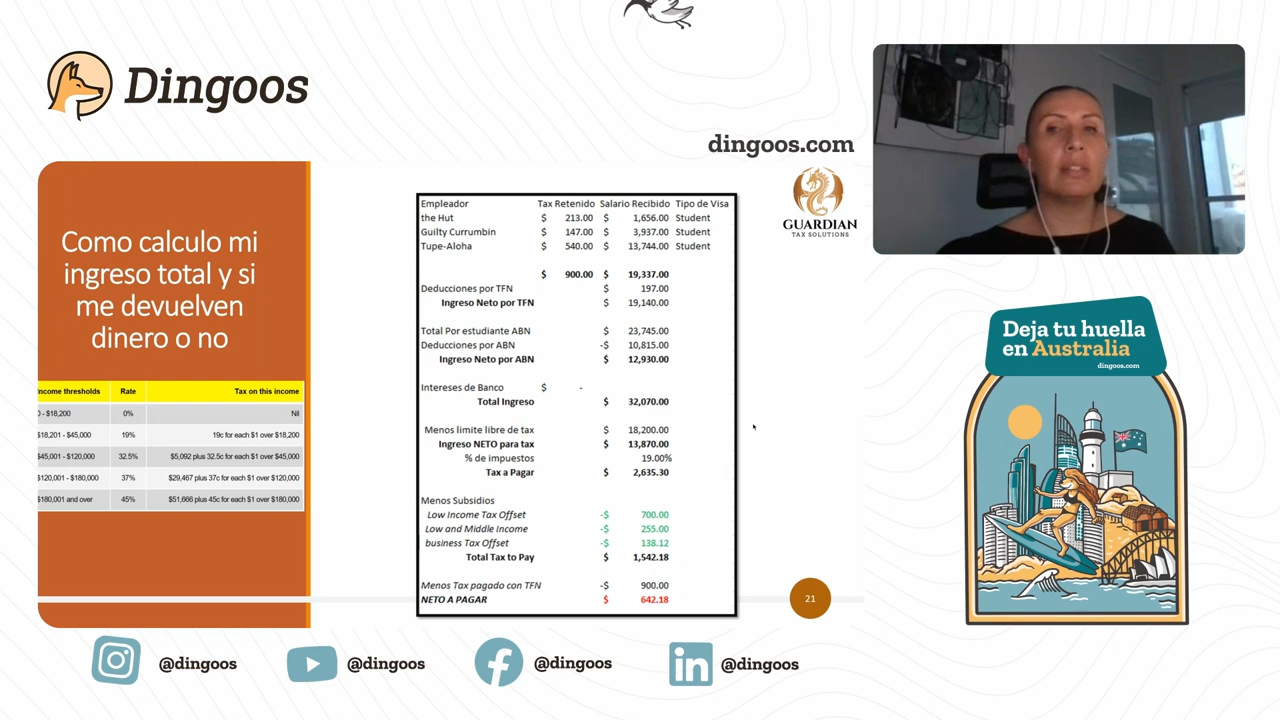 Dingoos
dingoos.com
GUARDIAN
TAX SOLUTIONS
Como calculo mi
ingreso total y si
me devuelven
dinero o no
ncome thresholds Rate Tax on this income
- $18,200 0% Nil
$18,201 - $45,000 19% 19c for each $1 over $18,200
$45,001 - $120,000 32.5% $5,092 plus 32.5c for each $1 over $45,000
$120,001 - $180,000 37% $29,467 plus 37c for each $1 over $120,000
$180,001 and over 45% $51,666 plus 45c for each $1 over $180,000
Empleador Tax Retenido Salario Recibido Tipo de Visa
the Hut $ 213.00 $ 1,656.00 Student
Guilty Currumbin $ 147.00 $ 3,937.00 Student
Tupe-Aloha $ 540.00 $ 13,744.00 Student
$ 900.00 $ 19,337.00
Deducciones por TFN $ 197.00
Ingreso Neto por TFN $ 19,140.00
Total Por estudiante ABN $ 23,745.00
Deducciones por ABN -$ 10,815.00
Ingreso Neto por ABN $ 12,930.00
Intereses de Banco $ -
Total Ingreso $ 32,070.00
Menos limite libre de tax $ 18,200.00
Ingreso NETO para tax $ 13,870.00
% de impuestos 19.00%
Tax a Pagar $ 2,635.30
Menos Subsidios
Low Income Tax Offset -$ 700.00
Low and Middle Income -$ 255.00
business Tax Offset -$ 138.12
Total Tax to Pay $ 1,542.18
Menos Tax pagado con TFN -$ 900.00
NETO A PAGAR $ 642.18
21
Deja tu huella
en Australia
dingoos.com
@dingoos @dingoos @dingoos @dingoos